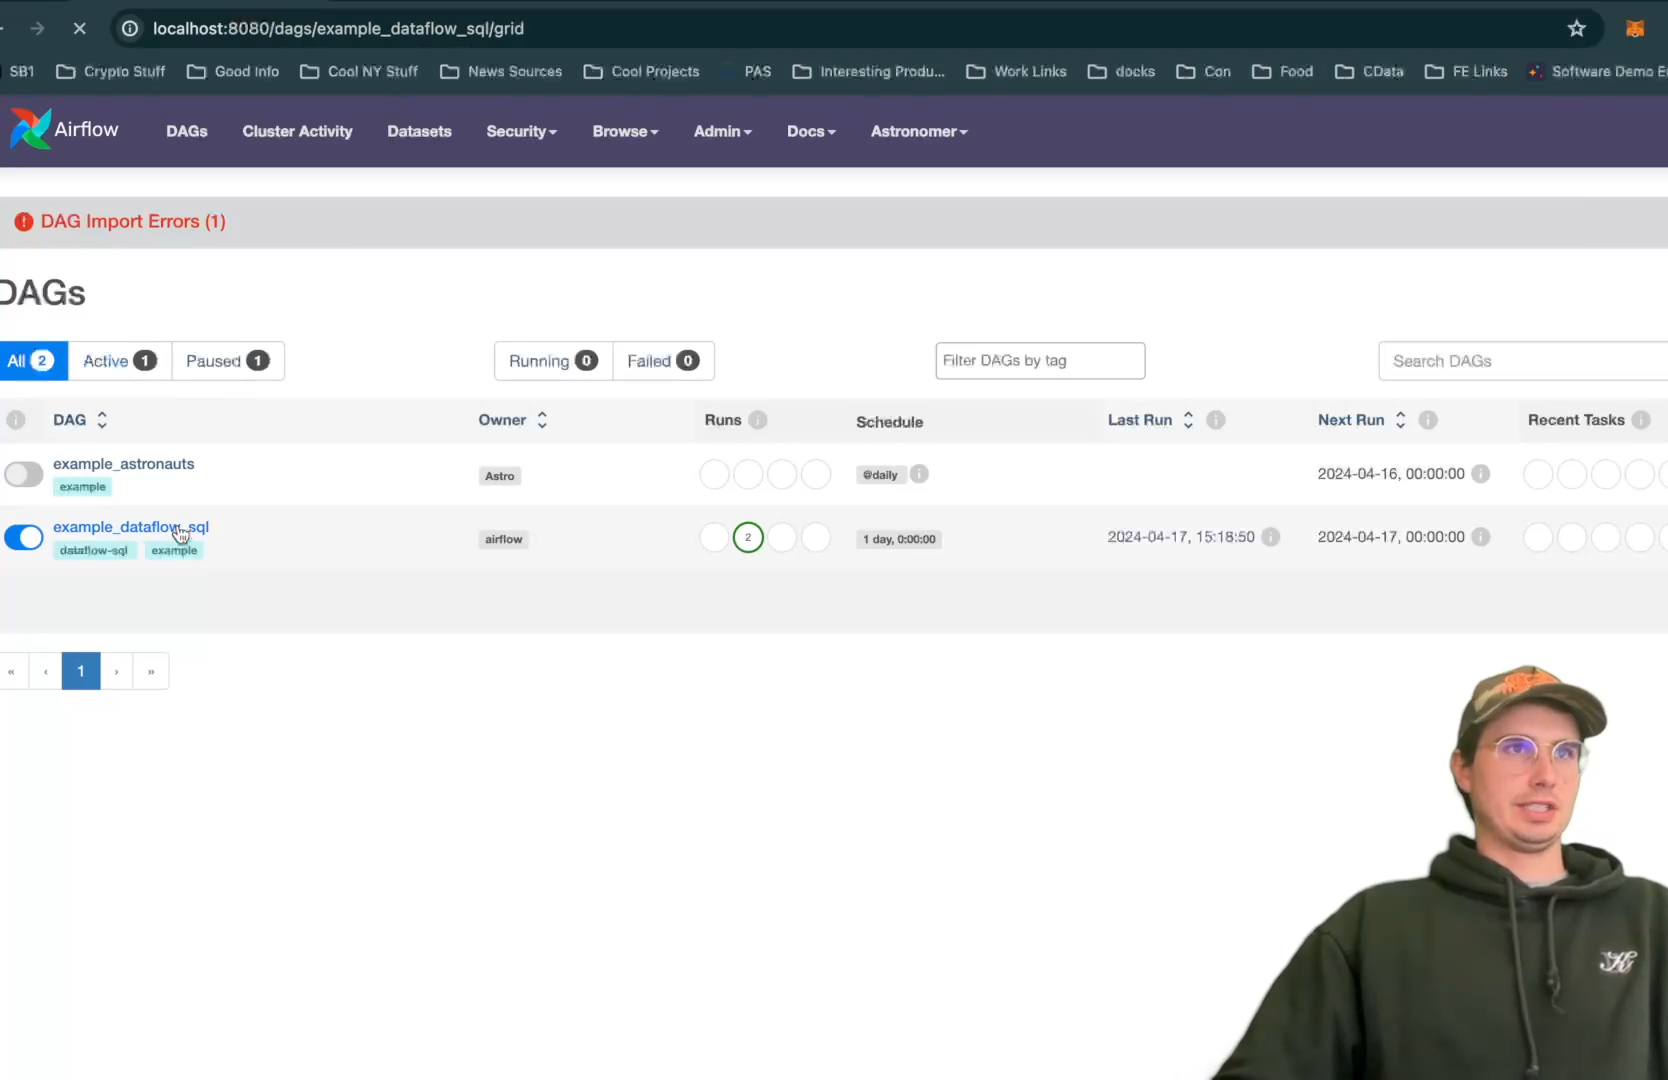 localhost:8080/dags/example_dataflow_sql/grid
SB1 Crypto Stuff Good Info Cool NY Stuff News Sources Cool Projects PAS Interesting Produ... Work Links docks Con Food CData FE Links Software Demo E
Airflow DAGs Cluster Activity Datasets Security Browse Admin Docs Astronomer
DAG Import Errors (1)
DAGs
All 2 Active 1 Paused 1 Running 0 Failed 0 Filter DAGs by tag Search DAGs
DAG Owner Runs Schedule Last Run Next Run Recent Tasks
example_astronauts
example
Astro @daily 2024-04-16, 00:00:00
example_dataflow_sql
dataflow-sql example
airflow 2 1 day, 0:00:00 2024-04-17, 15:18:50 2024-04-17, 00:00:00
« ‹ 1 › »